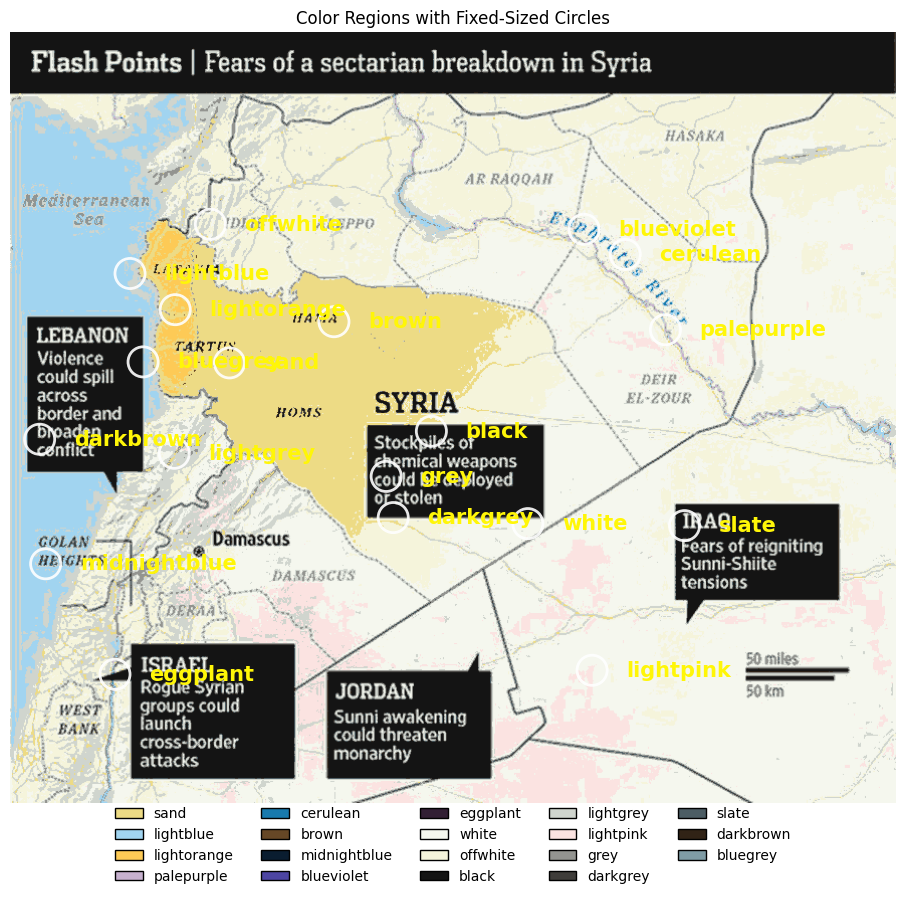 Color Regions with Fixed-Sized Circles
Flash Points | Fears of a sectarian breakdown in Syria
HASAKA
AR RAQQAH
Mediterranean
Sea
offwhite
ALEPPO
Euphrates River
blueviolet
cerulean
LATAKIA
lightblue
lightorange
HAMA
brown
palepurple
LEBANON
Violence
could spill
across
border and
broaden
conflict
TARTUS
bluegrey
sand
DEIR
EL-ZOUR
HOMS
SYRIA
black
Stockpiles of
chemical weapons
could be deployed
or stolen
darkbrown
lightgrey
grey
darkgrey
white
slate
IRAQ
Fears of reigniting
Sunni-Shiite
tensions
GOLAN
HEIGHTS
Damascus
midnightblue
DAMASCUS
DERAA
ISRAEL
eggplant
Rogue Syrian
groups could
launch
cross-border
attacks
JORDAN
Sunni awakening
could threaten
monarchy
lightpink
50 miles
50 km
WEST
BANK
sand
lightblue
lightorange
palepurple
cerulean
brown
midnightblue
blueviolet
eggplant
white
offwhite
black
lightgrey
lightpink
grey
darkgrey
slate
darkbrown
bluegrey